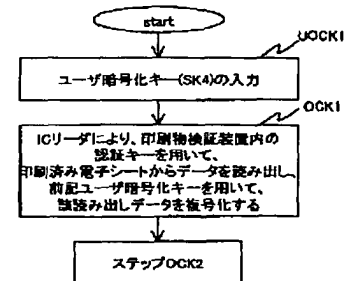 start
UOCK1
ユーザ暗号化キー(SK4)の入力
OCK1
ICリーダにより、印刷物検証装置内の
認証キーを用いて、
印刷済み電子シートからデータを読み出し、
前記ユーザ暗号化キーを用いて、
該読み出しデータを復号化する
ステップOCK2